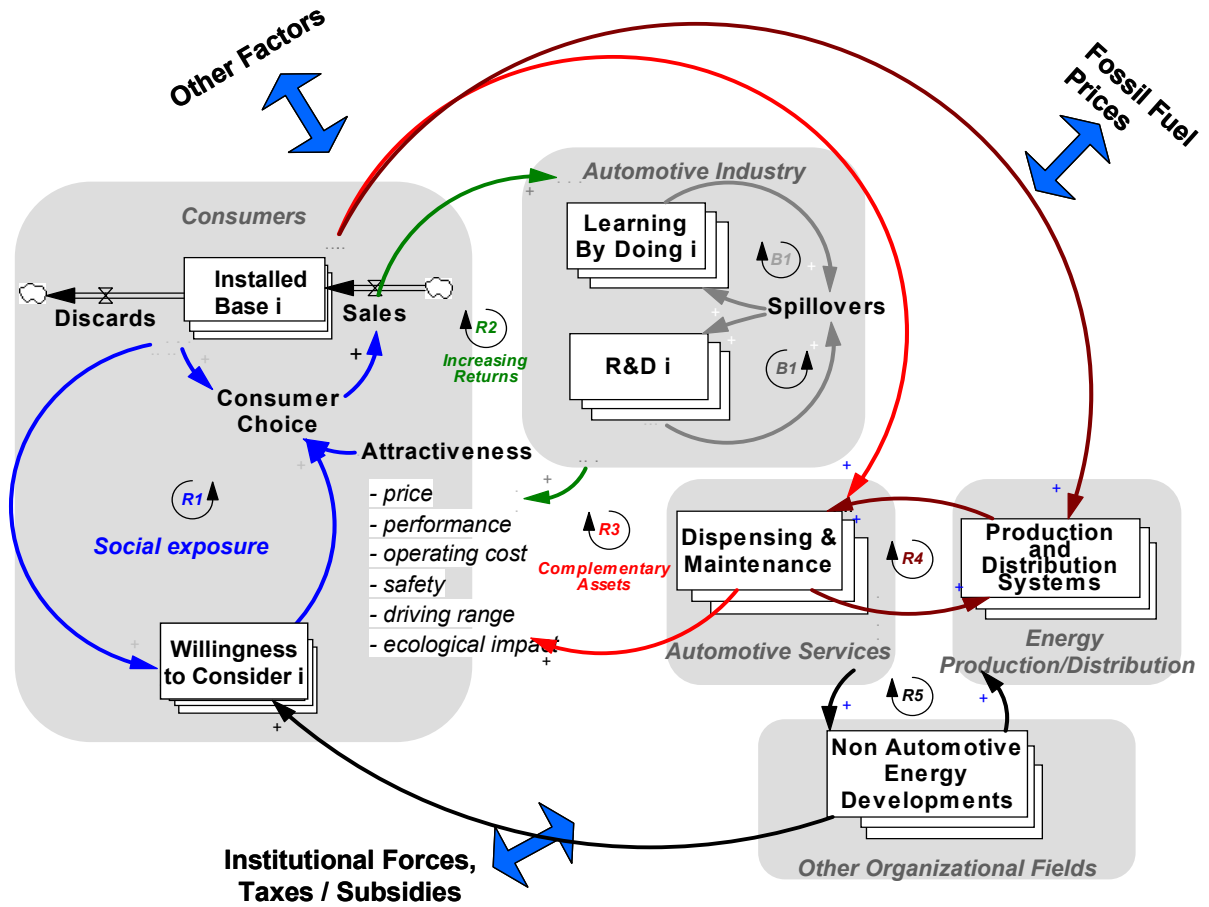 Other Factors
Fossil Fuel
Prices
Consumers
Installed
Base i
Discards
Sales
Consumer
Choice
Attractiveness
- price
- performance
- operating cost
- safety
- driving range
- ecological impact
R1
Social exposure
Willingness
to Consider i
R2
Increasing
Returns
Automotive Industry
Learning
By Doing i
B1
Spillovers
R&D i
B1
R3
Complementary
Assets
Dispensing &
Maintenance
Automotive Services
R4
Production
and
Distribution
Systems
Energy
Production/Distribution
R5
Non Automotive
Energy
Developments
Other Organizational Fields
Institutional Forces,
Taxes / Subsidies